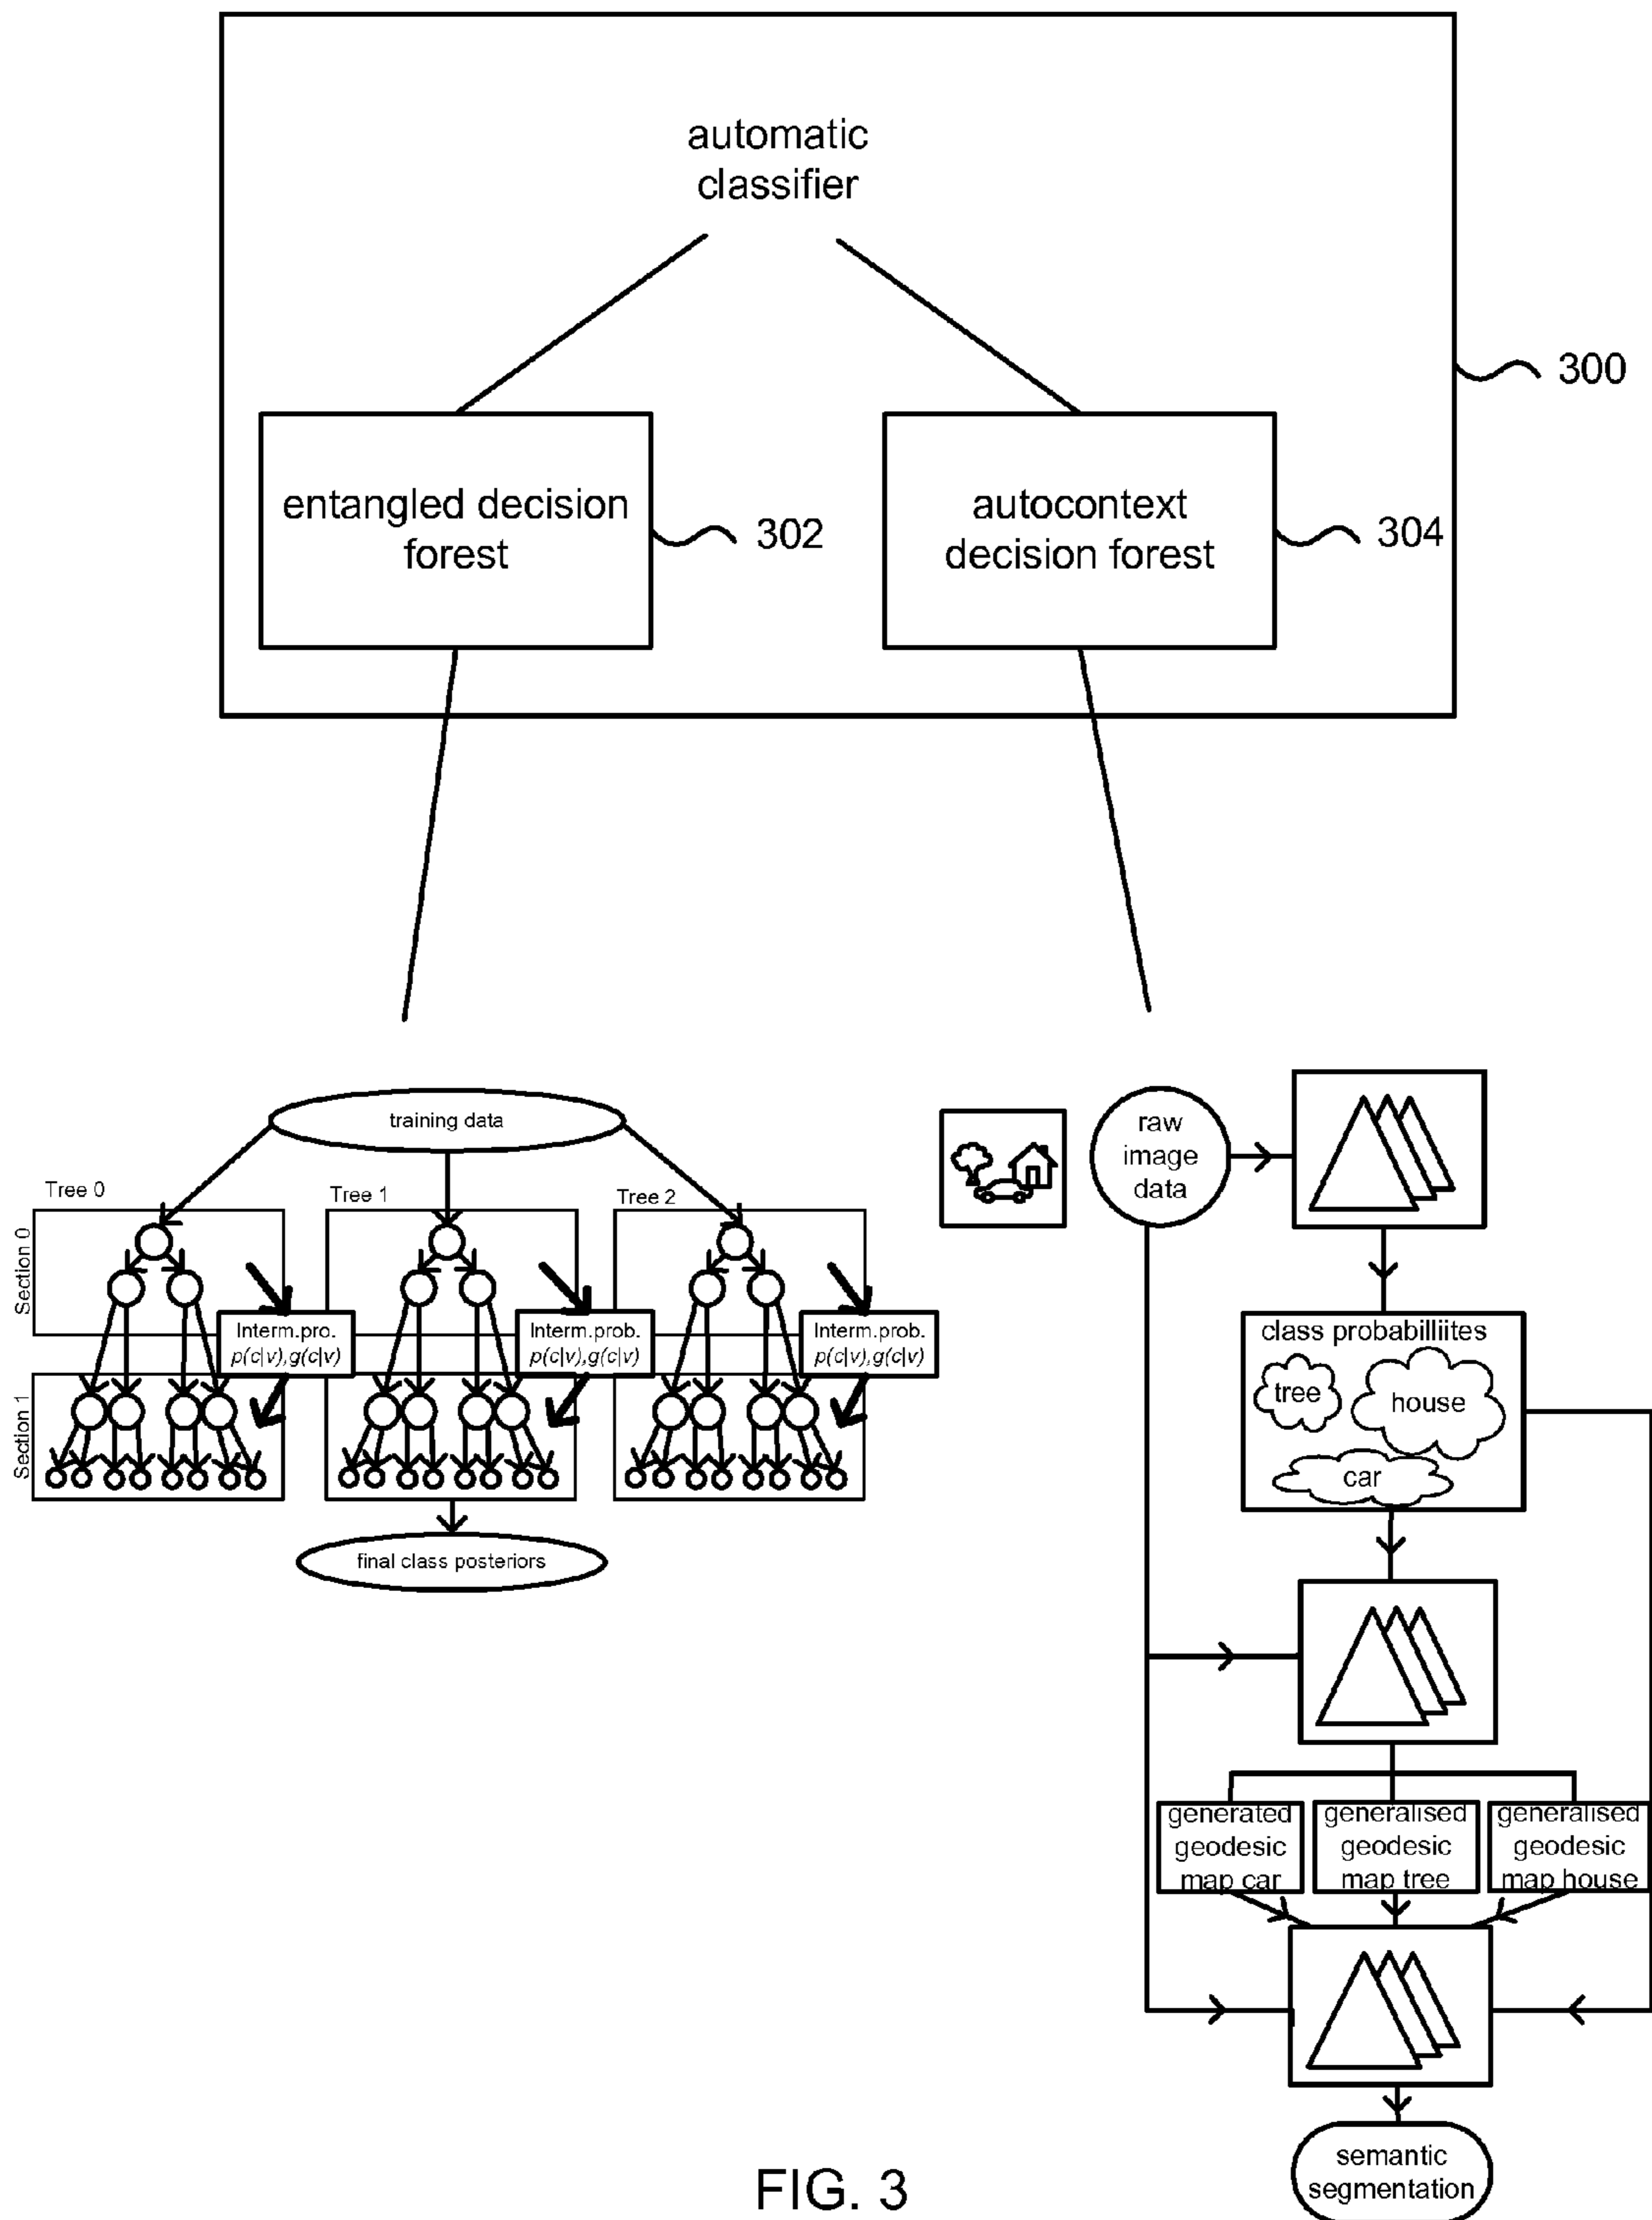 automatic
classifier
300
entangled decision
forest
302
autocontext
decision forest
304
training data
Tree 0
Tree 1
Tree 2
Section 0
Interm.pro.
p(c|v),g(c|v)
Interm.prob.
p(c|v),g(c|v)
Interm.prob.
p(c|v),g(c|v)
Section 1
final class posteriors
raw
image
data
class probabilliites
tree
house
car
generated
geodesic
map car
generalised
geodesic
map tree
generalised
geodesic
map house
semantic
segmentation
FIG. 3